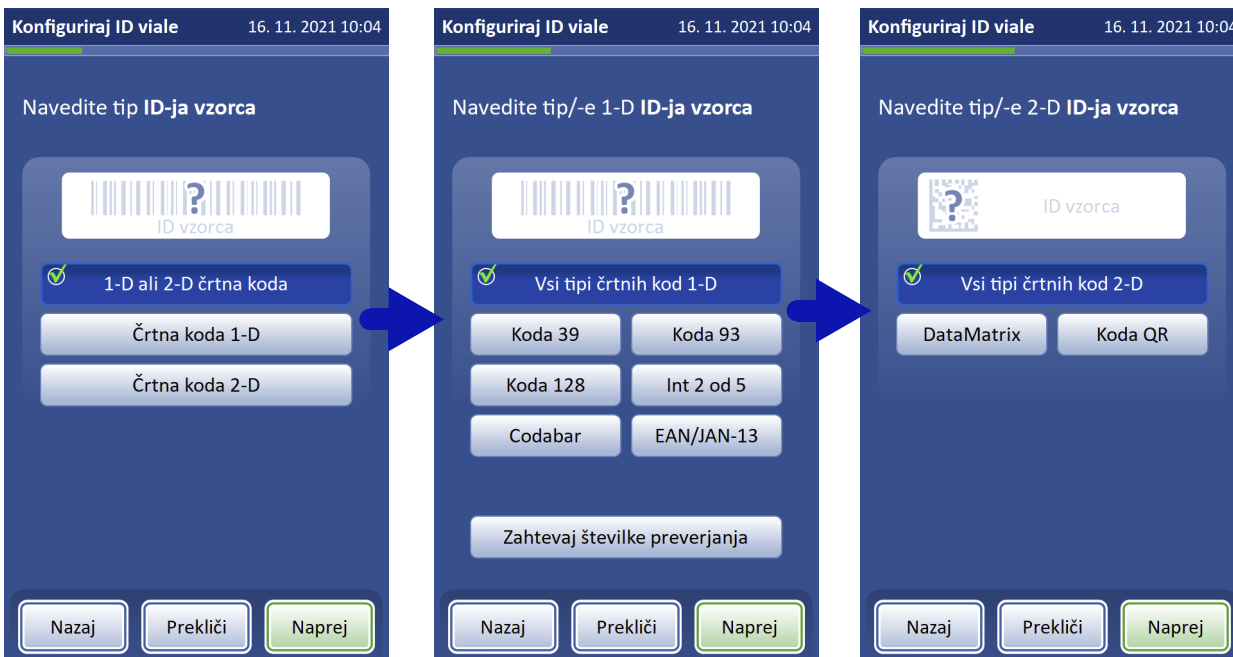 Konfiguriraj ID viale 16. 11. 2021 10:04
Navedite tip ID-ja vzorca
?
ID vzorca
1-D ali 2-D črtna koda
Črtna koda 1-D
Črtna koda 2-D
Nazaj Prekliči Naprej
Konfiguriraj ID viale 16. 11. 2021 10:04
Navedite tip/-e 1-D ID-ja vzorca
?
ID vzorca
Vsi tipi črtnih kod 1-D
Koda 39 Koda 93
Koda 128 Int 2 od 5
Codabar EAN/JAN-13
Zahtevaj številke preverjanja
Nazaj Prekliči Naprej
Konfiguriraj ID viale 16. 11. 2021 10:04
Navedite tip/-e 2-D ID-ja vzorca
? ID vzorca
Vsi tipi črtnih kod 2-D
DataMatrix Koda QR
Nazaj Prekliči Naprej